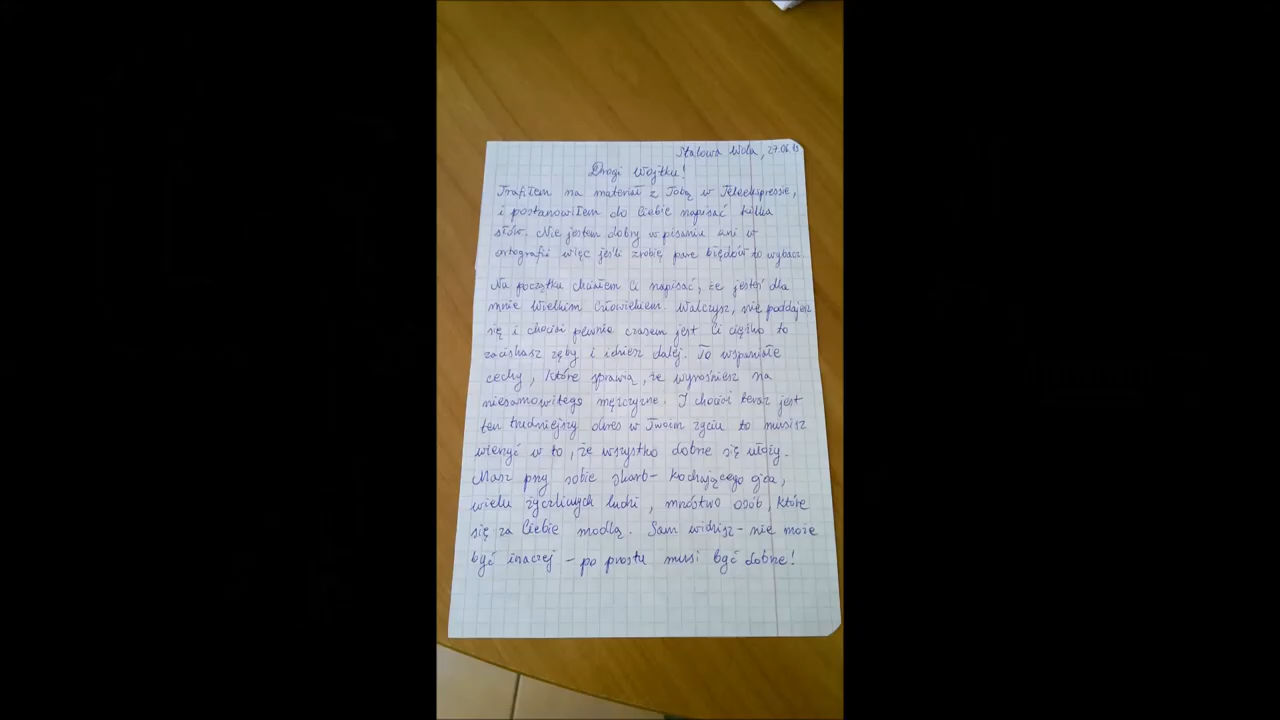 Stalowa Wola, 27.06.19
Drogi Wojtku!
Trafiłem na materiał z Tobą w Teleekspressie,
i postanowiłem do Ciebie napisać kilka
słów. Nie jestem dobry w pisaniu ani w
ortografii więc jeśli zrobię pare błędów to wybacz.
Na początku chciałem Ci napisać, że jesteś dla
mnie Wielkim Człowiekiem. Walczysz, nie poddajesz
się i chociaż pewnie czasem jest Ci ciężko to
zaciskasz zęby i idziesz dalej. To wspaniałe
cechy, które sprawią, że wyrośniesz na
niesamowitego mężczyznę. I chociaż teraz jest
ten trudniejszy okres w Twoim życiu to musisz
wierzyć w to, że wszystko dobrze się ułoży.
Masz przy sobie skarb - kochającego ojca,
wielu życzliwych ludzi, mnóstwo osób, które
się za Ciebie modlą. Sam widzisz - nie może
być inaczej - po prostu musi być dobrze!